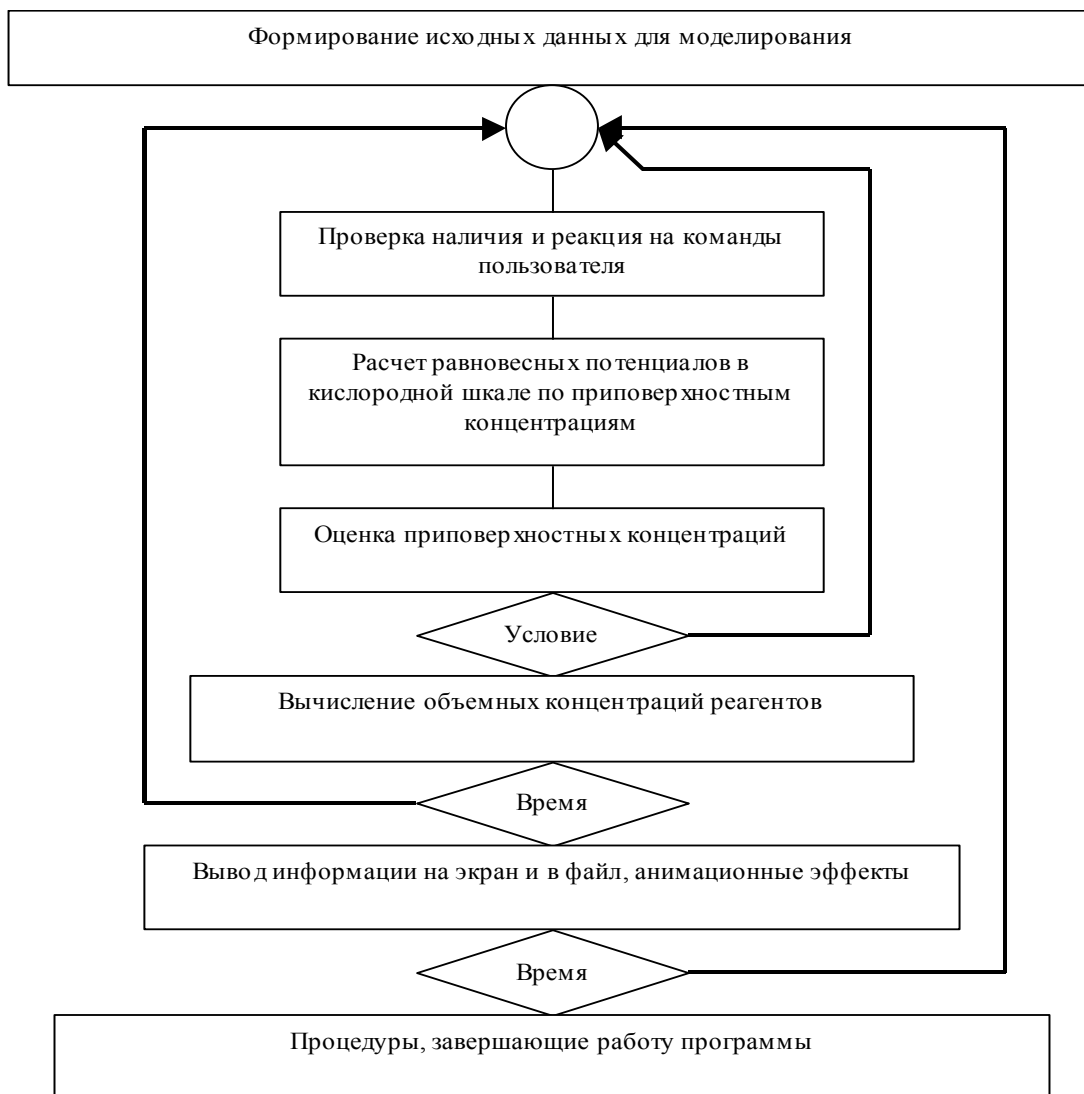 Формирование исходных данных для моделирования
Проверка наличия и реакция на команды
пользователя
Расчет равновесных потенциалов в
кислородной шкале по приповерхностным
концентрациям
Оценка приповерхностных концентраций
Условие
Вычисление объемных концентраций реагентов
Время
Вывод информации на экран и в файл, анимационные эффекты
Время
Процедуры, завершающие работу программы